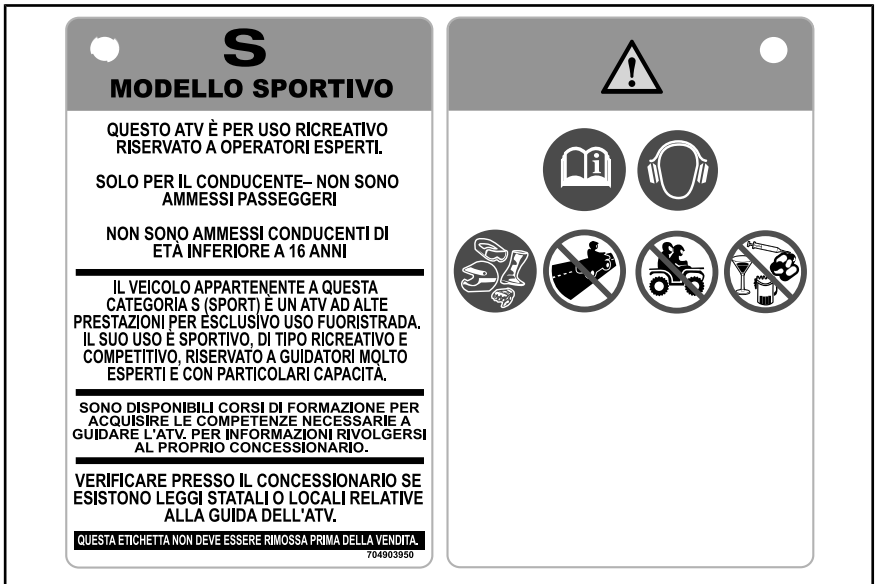 S
MODELLO SPORTIVO
QUESTO ATV È PER USO RICREATIVO
RISERVATO A OPERATORI ESPERTI.
SOLO PER IL CONDUCENTE– NON SONO
AMMESSI PASSEGGERI
NON SONO AMMESSI CONDUCENTI DI
ETÀ INFERIORE A 16 ANNI
IL VEICOLO APPARTENENTE A QUESTA
CATEGORIA S (SPORT) È UN ATV AD ALTE
PRESTAZIONI PER ESCLUSIVO USO FUORISTRADA.
IL SUO USO È SPORTIVO, DI TIPO RICREATIVO E
COMPETITIVO, RISERVATO A GUIDATORI MOLTO
ESPERTI E CON PARTICOLARI CAPACITÀ.
SONO DISPONIBILI CORSI DI FORMAZIONE PER
ACQUISIRE LE COMPETENZE NECESSARIE A
GUIDARE L'ATV. PER INFORMAZIONI RIVOLGERSI
AL PROPRIO CONCESSIONARIO.
VERIFICARE PRESSO IL CONCESSIONARIO SE
ESISTONO LEGGI STATALI O LOCALI RELATIVE
ALLA GUIDA DELL'ATV.
QUESTA ETICHETTA NON DEVE ESSERE RIMOSSA PRIMA DELLA VENDITA.
704903950